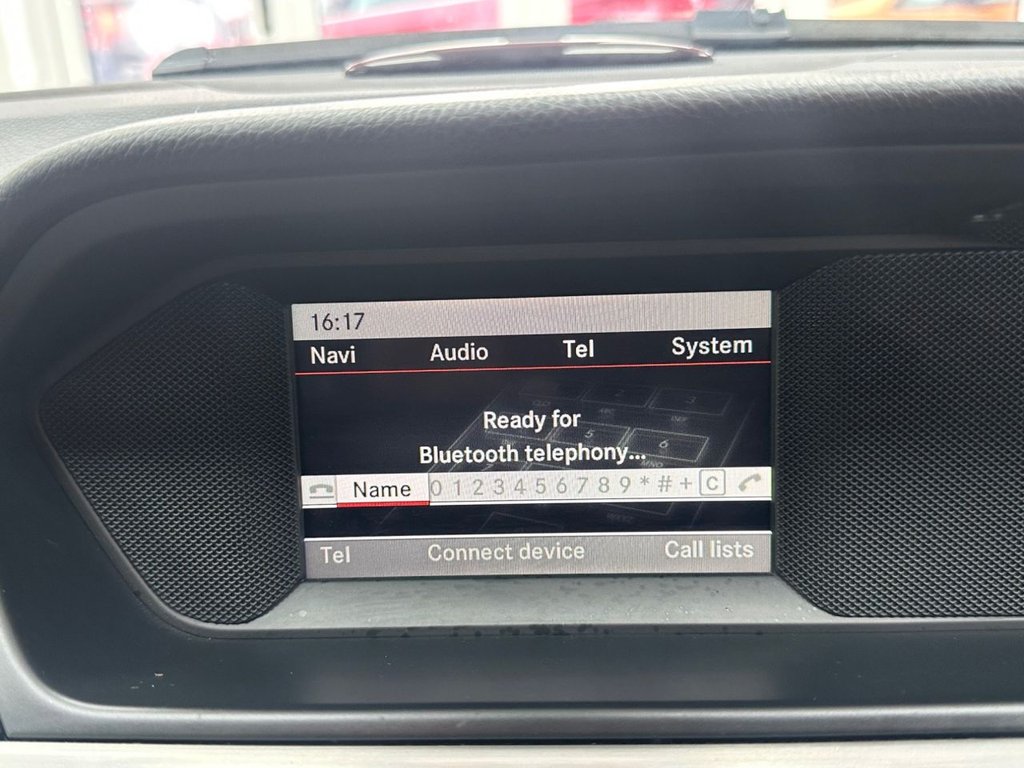 16:17
Navi Audio Tel System
Ready for
Bluetooth telephony...
Name 0 1 2 3 4 5 6 7 8 9 * # + C
Tel Connect device Call lists